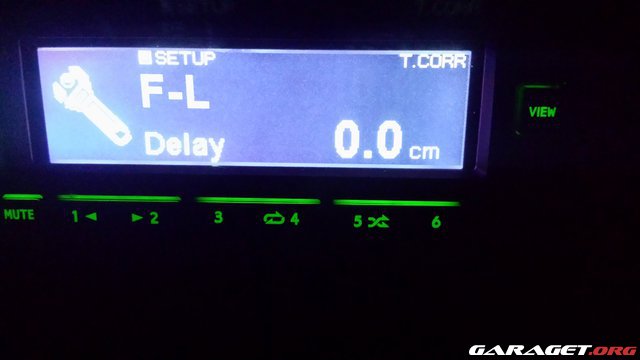 SETUP T.CORR
F-L
Delay 0.0 cm
VIEW
MUTE 1 ◄ ► 2 3 4 5 6
GARAGET.ORG